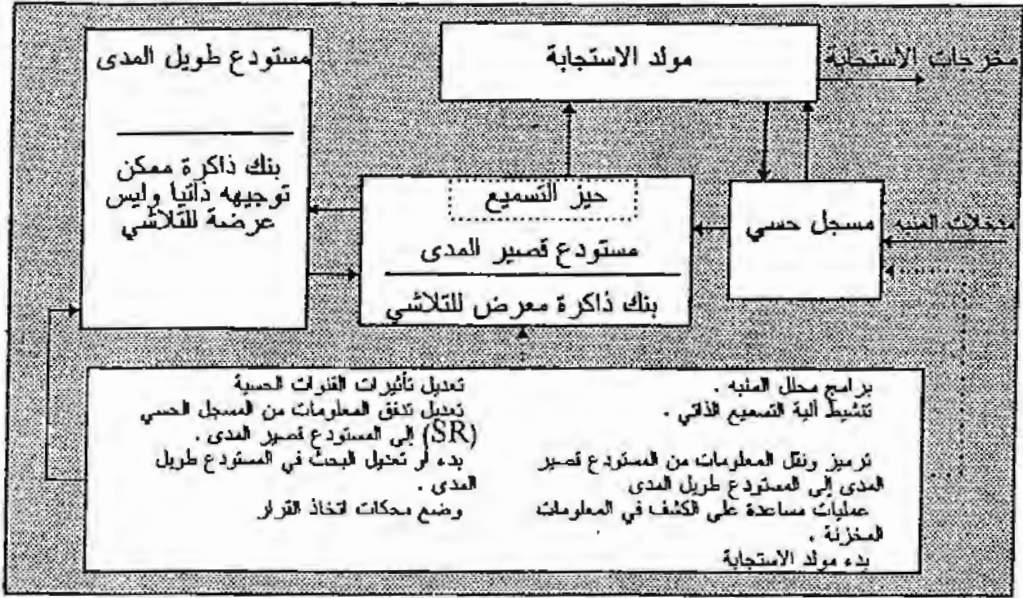 مخرجات الاستجابة
مولد الاستجابة
مستودع طويل المدى
بنك ذاكرة ممكن
توجيهه ذاتيا وليس
عرضة للتلاشي
مدخلات المنبه
مسجل حسي
حيز التسميع
مستودع قصير المدى
بنك ذاكرة معرض للتلاشي
برامج محلل المنبه .
تنشيط ألية التسميع الذاتي .
ترميز ونقل المعلومات من المستودع قصير
المدى إلى المستودع طويل المدى
عمليات مساعدة على الكشف في المعلومات
المخزنة .
بدء مولد الاستجابة
تعديل تأثيرات القنوات الحسية
تعديل تدفق المعلومات من المسجل الحسي
(SR) إلى المستودع قصير المدى .
بدء أو تعديل البحث في المستودع طويل
المدى .
وضع محكات اتخاذ القرار